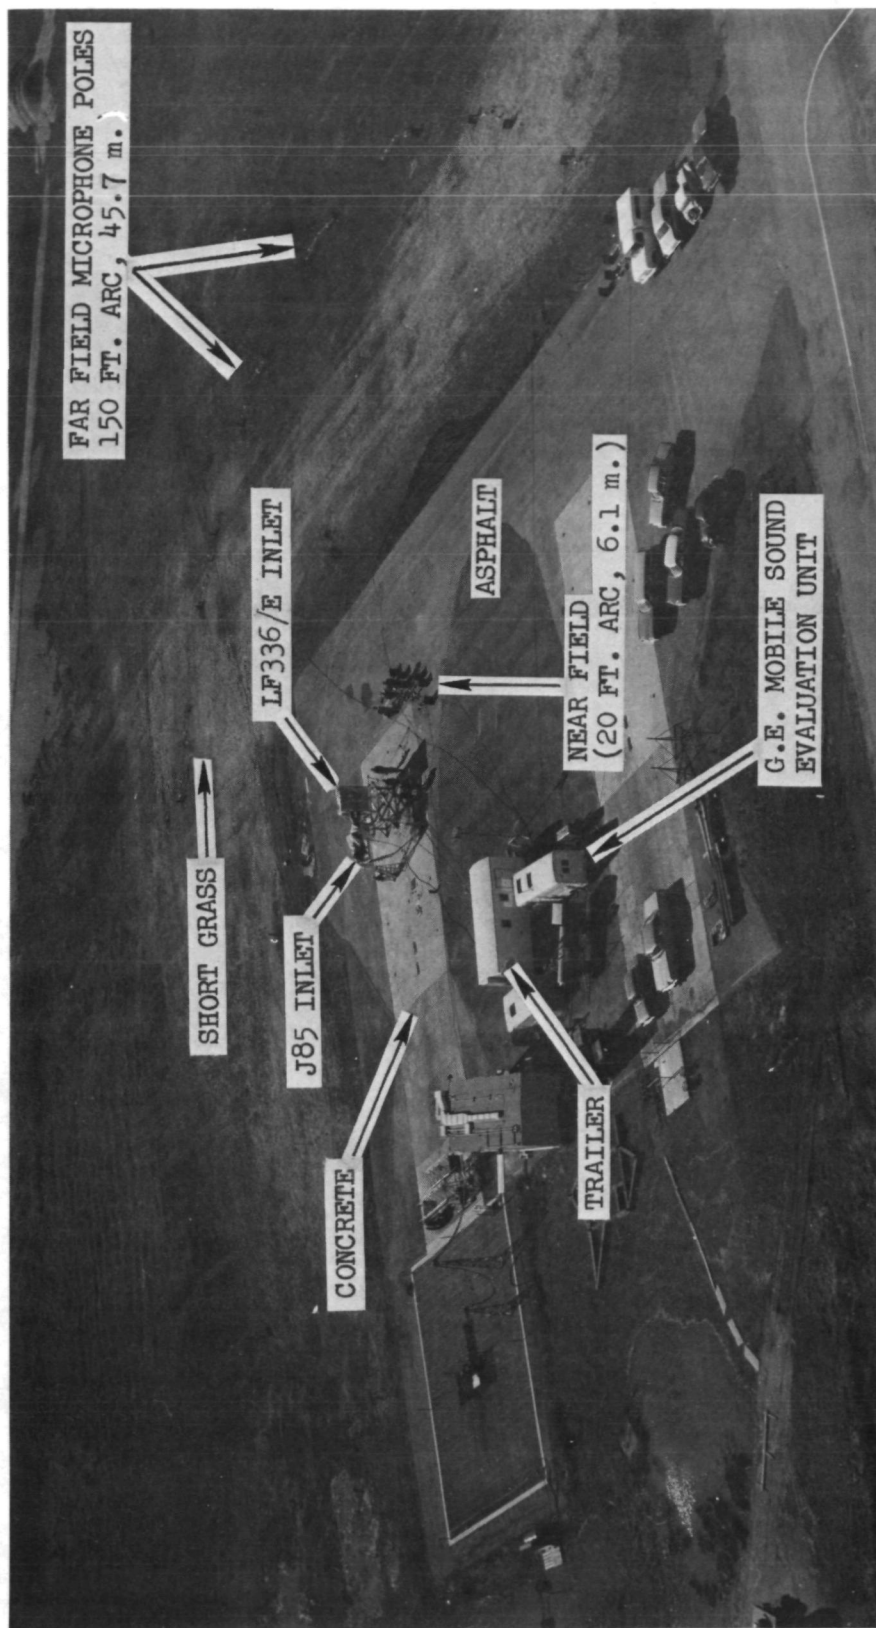 FAR FIELD MICROPHONE POLES
150 FT. ARC, 45.7 m.)
SHORT GRASS
LF336/E INLET
J85 INLET
CONCRETE
ASPHALT
NEAR FIELD
(20 FT. ARC, 6.1 m.)
TRAILER
G.E. MOBILE SOUND
EVALUATION UNIT